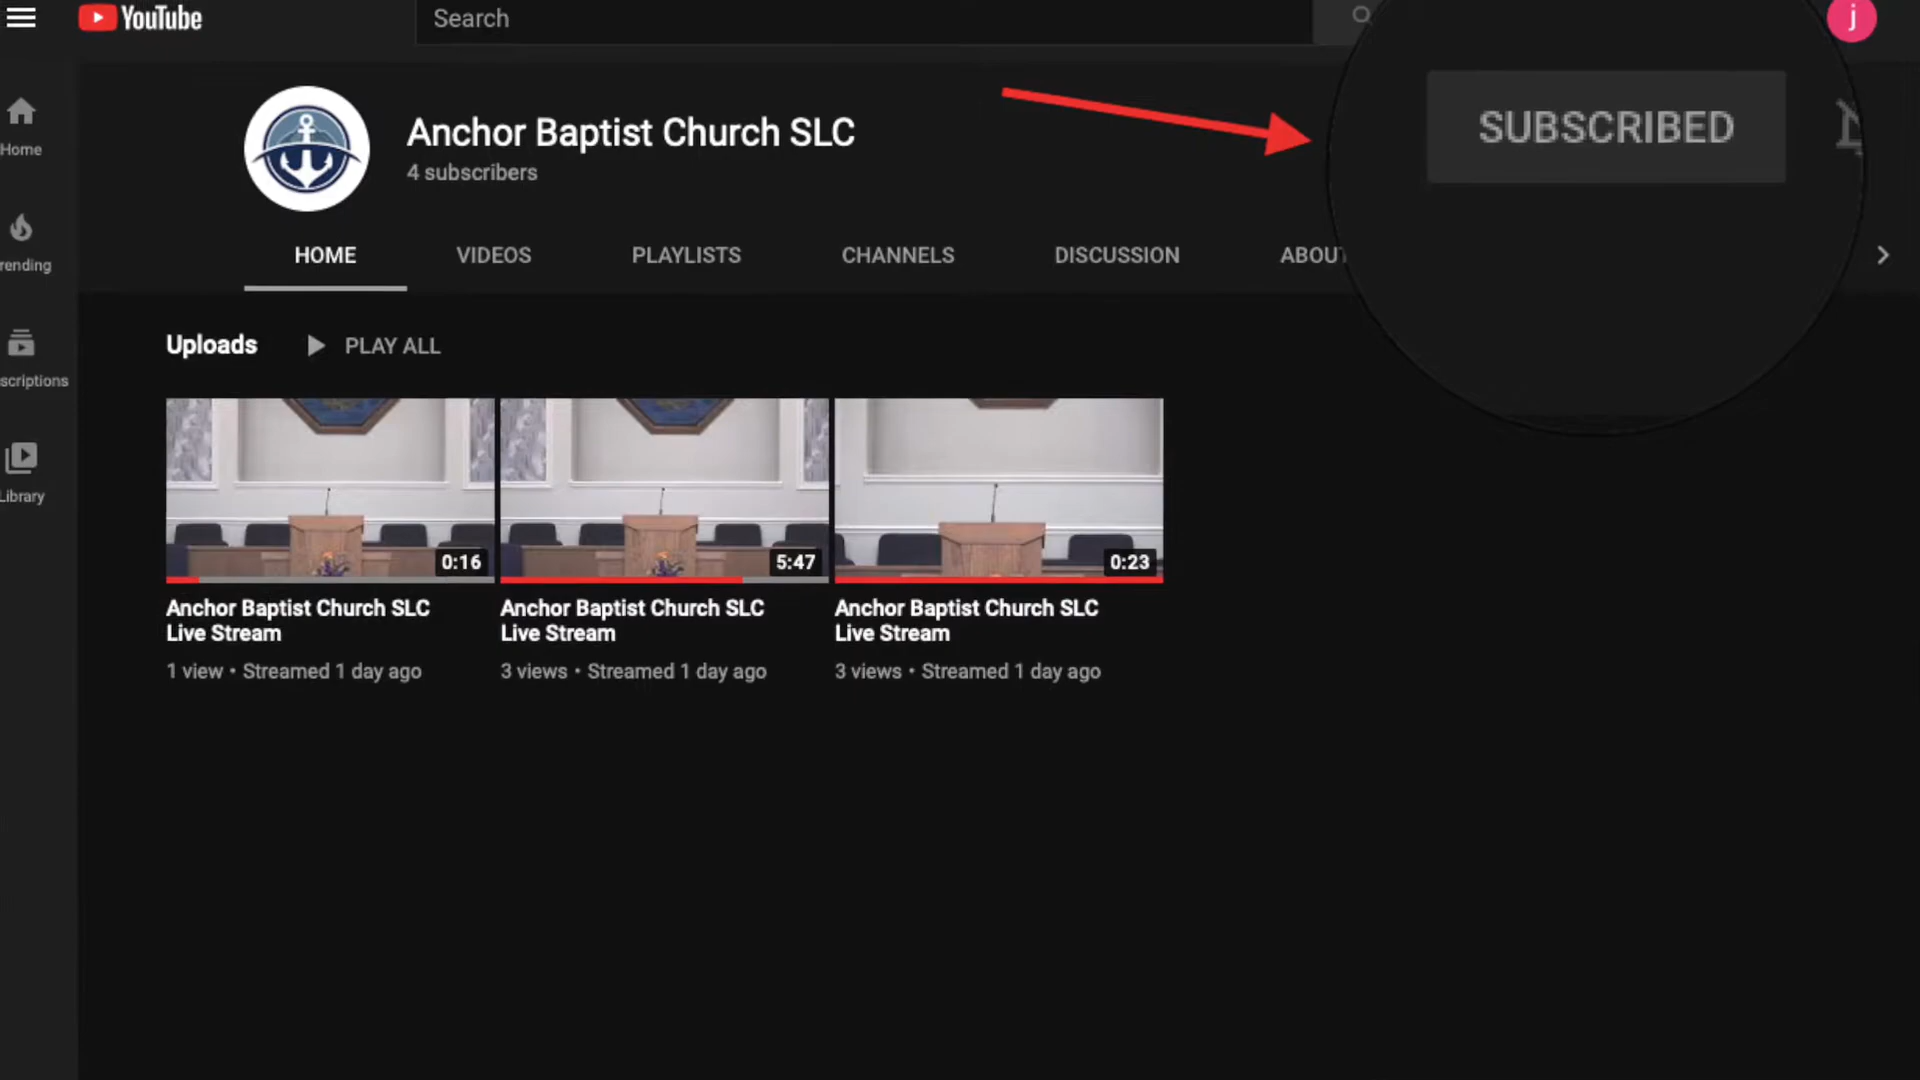 YouTube
Search
j
SUBSCRIBED
Anchor Baptist Church SLC
4 subscribers
Home
rending
scriptions
Library
HOME VIDEOS PLAYLISTS CHANNELS DISCUSSION ABOUT
Uploads PLAY ALL
0:16 5:47 0:23
Anchor Baptist Church SLC
Live Stream
1 view • Streamed 1 day ago
Anchor Baptist Church SLC
Live Stream
3 views • Streamed 1 day ago
Anchor Baptist Church SLC
Live Stream
3 views • Streamed 1 day ago